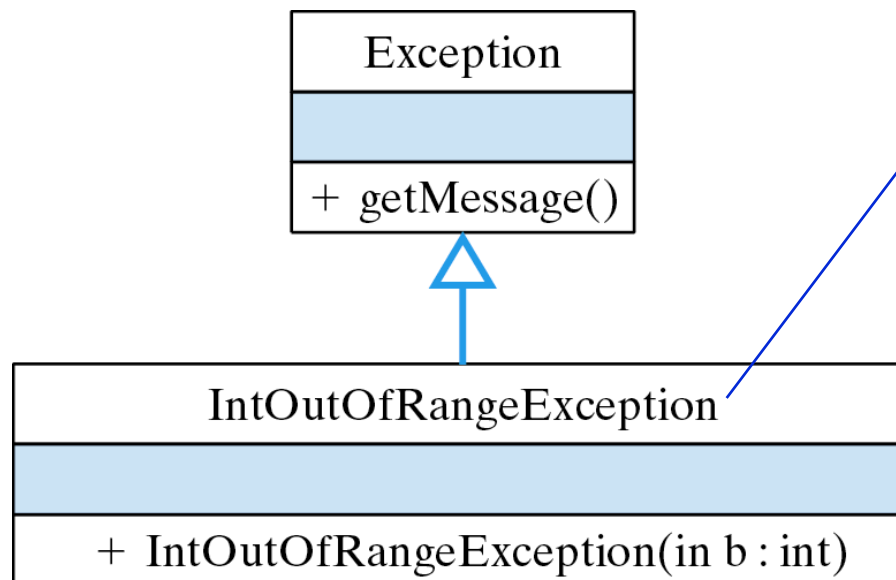 Exception
+ getMessage()
IntOutOfRangeException
+ IntOutOfRangeException(in b : int)